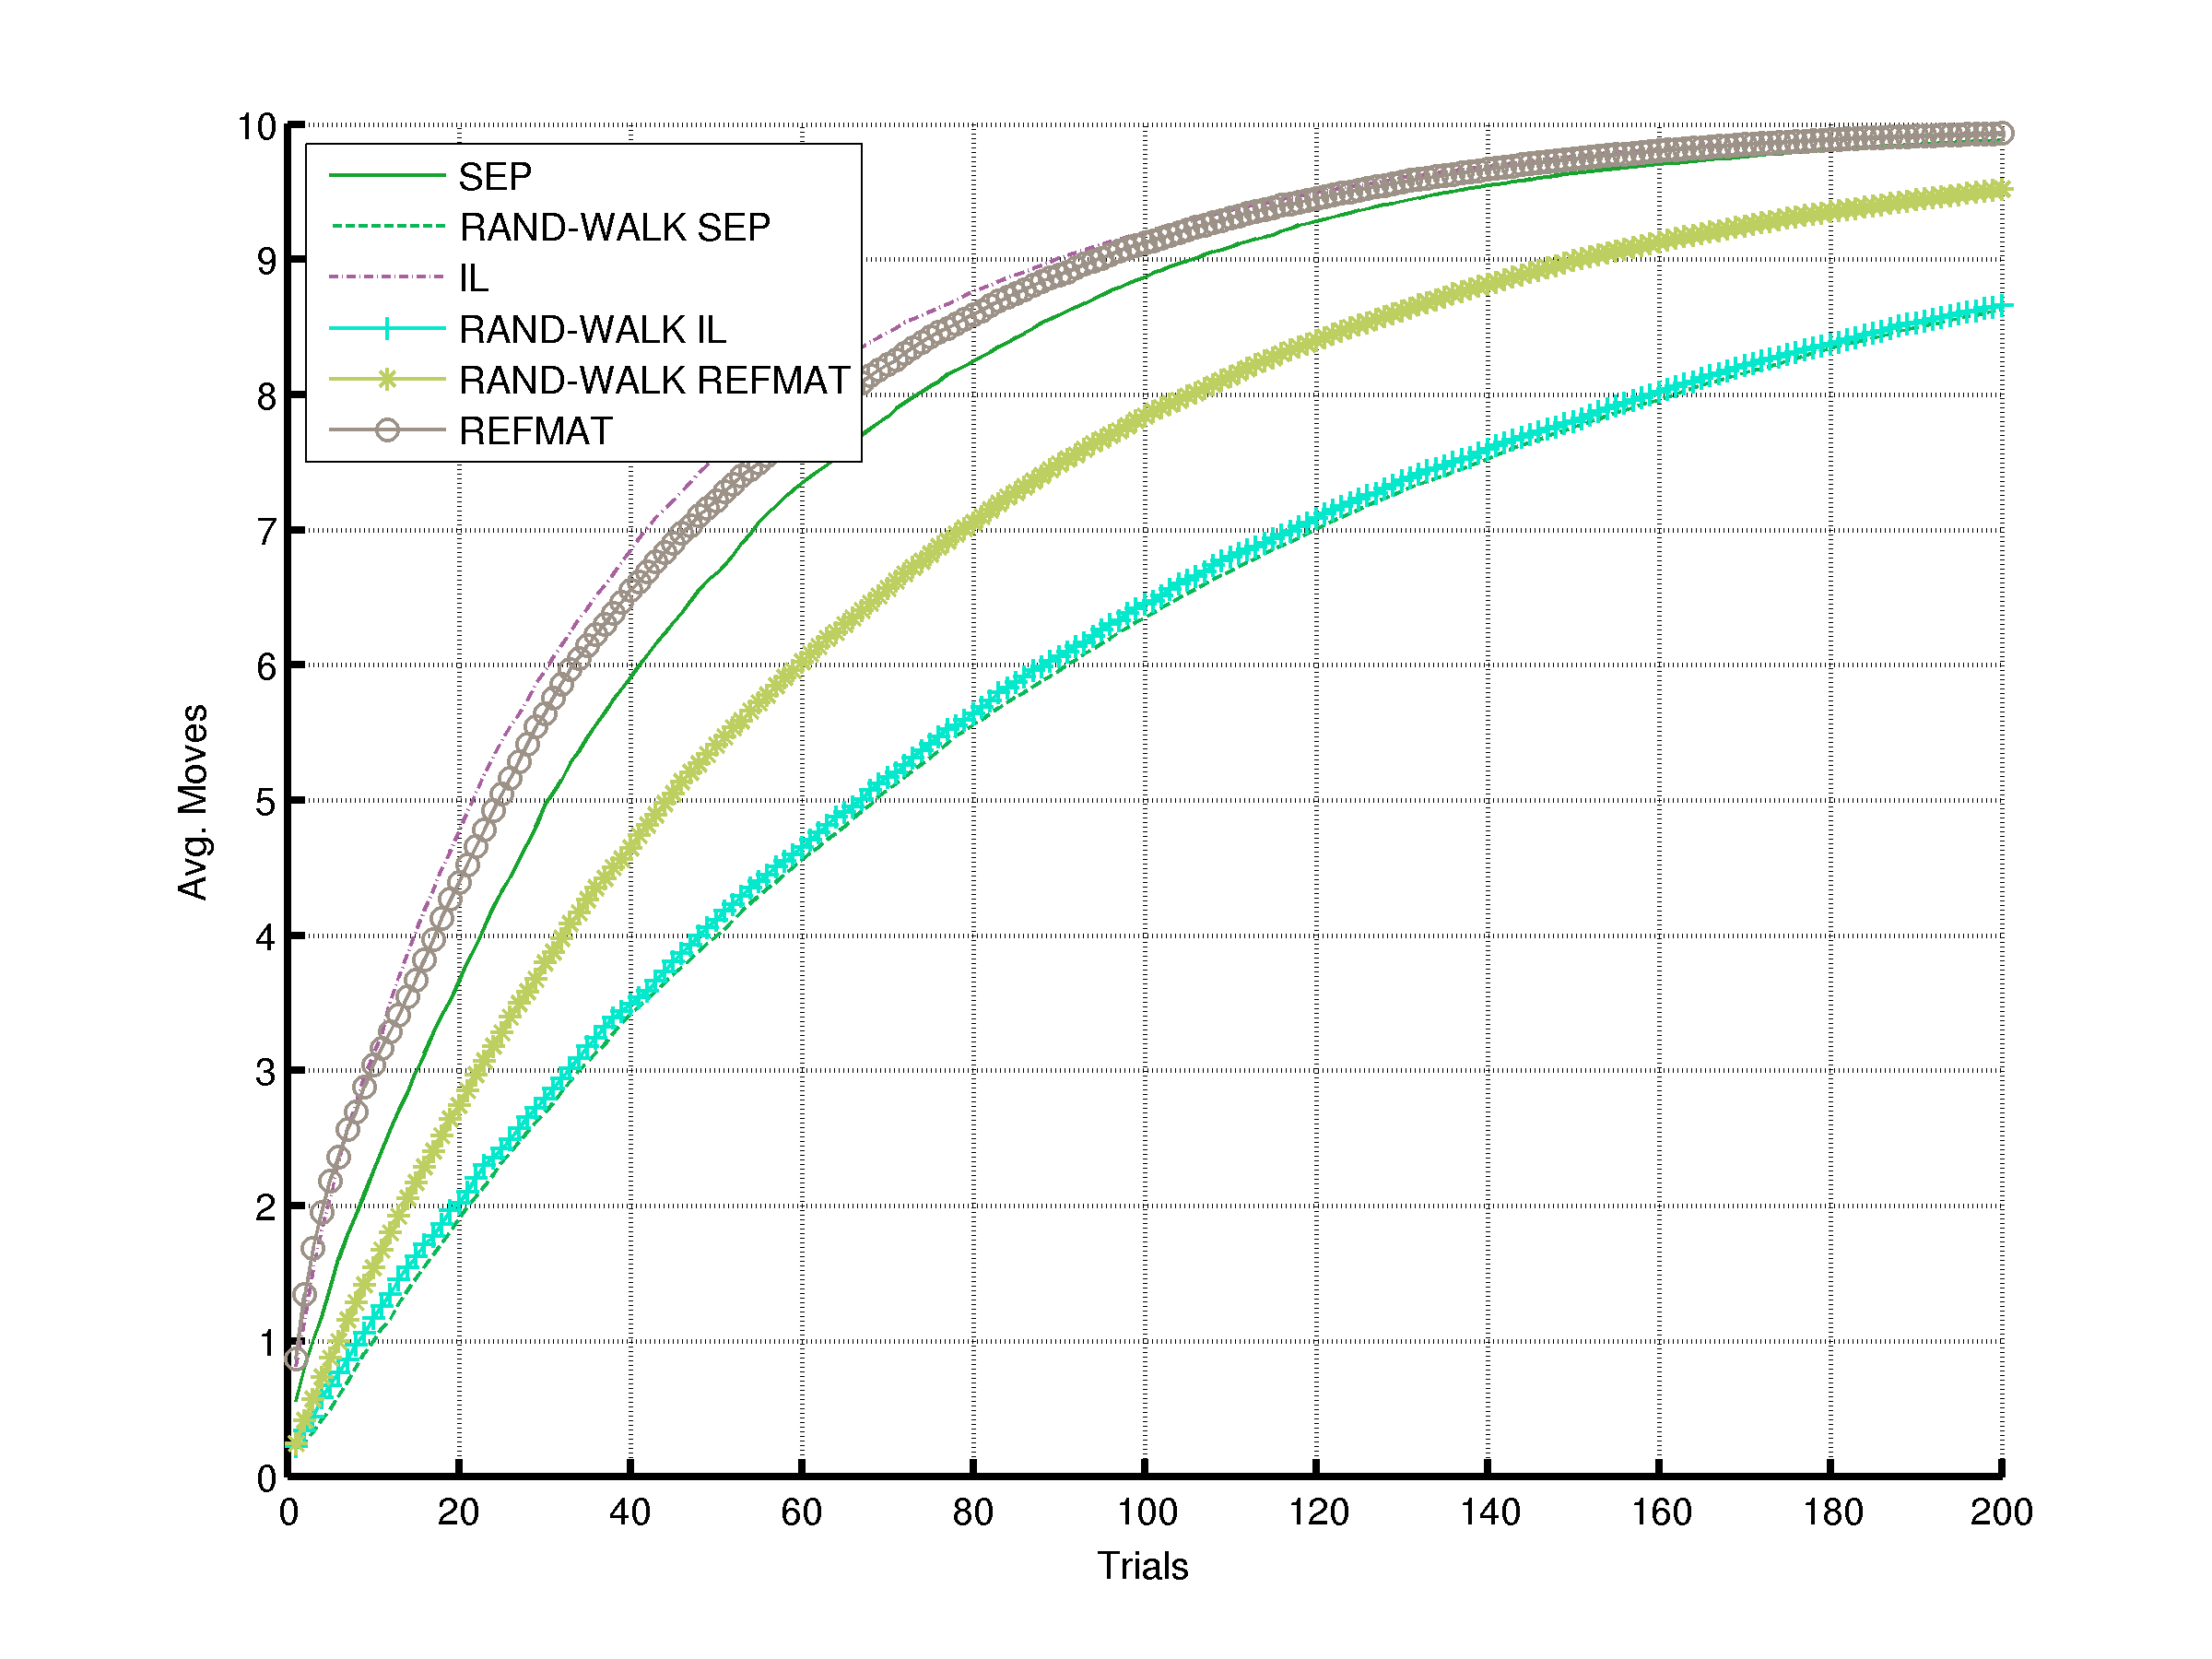 10
9
8
7
6
5
4
3
2
1
0
Avg. Moves
SEP
RAND-WALK SEP
IL
RAND-WALK IL
RAND-WALK REFMAT
REFMAT
0 20 40 60 80 100 120 140 160 180 200
Trials